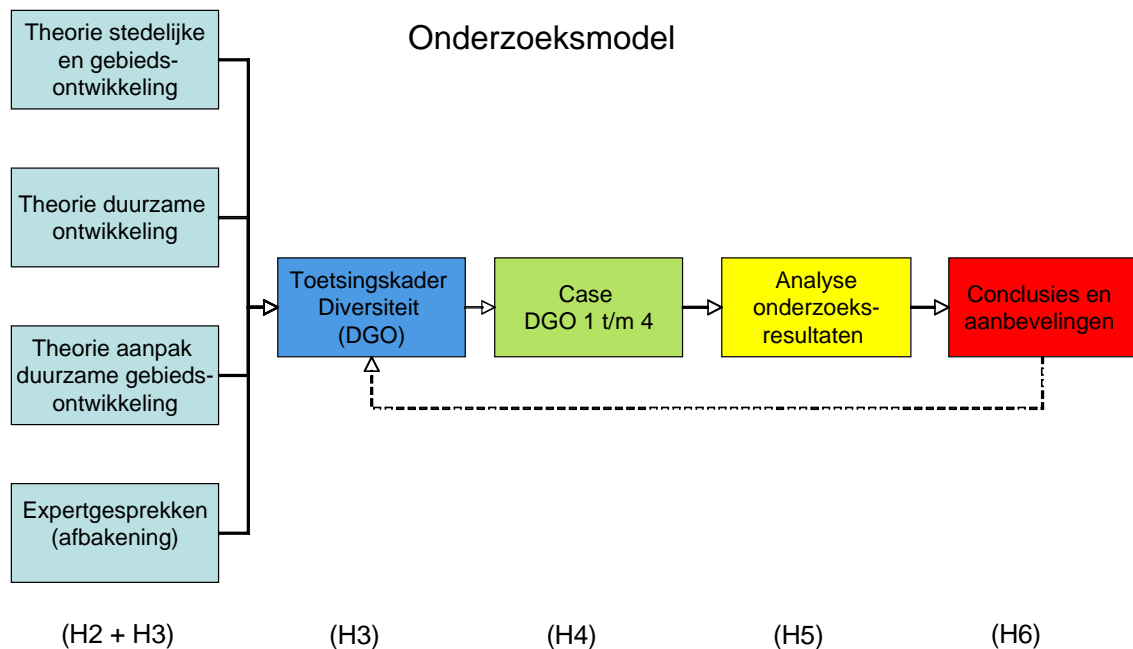 Onderzoeksmodel
Theorie stedelijke
en gebieds-
ontwikkeling
Theorie duurzame
ontwikkeling
Theorie aanpak
duurzame gebieds-
ontwikkeling
Expertgesprekken
(afbakening)
Toetsingskader
Diversiteit
(DGO)
Case
DGO 1 t/m 4
Analyse
onderzoeks-
resultaten
Conclusies en
aanbevelingen
(H2 + H3)
(H3)
(H4)
(H5)
(H6)